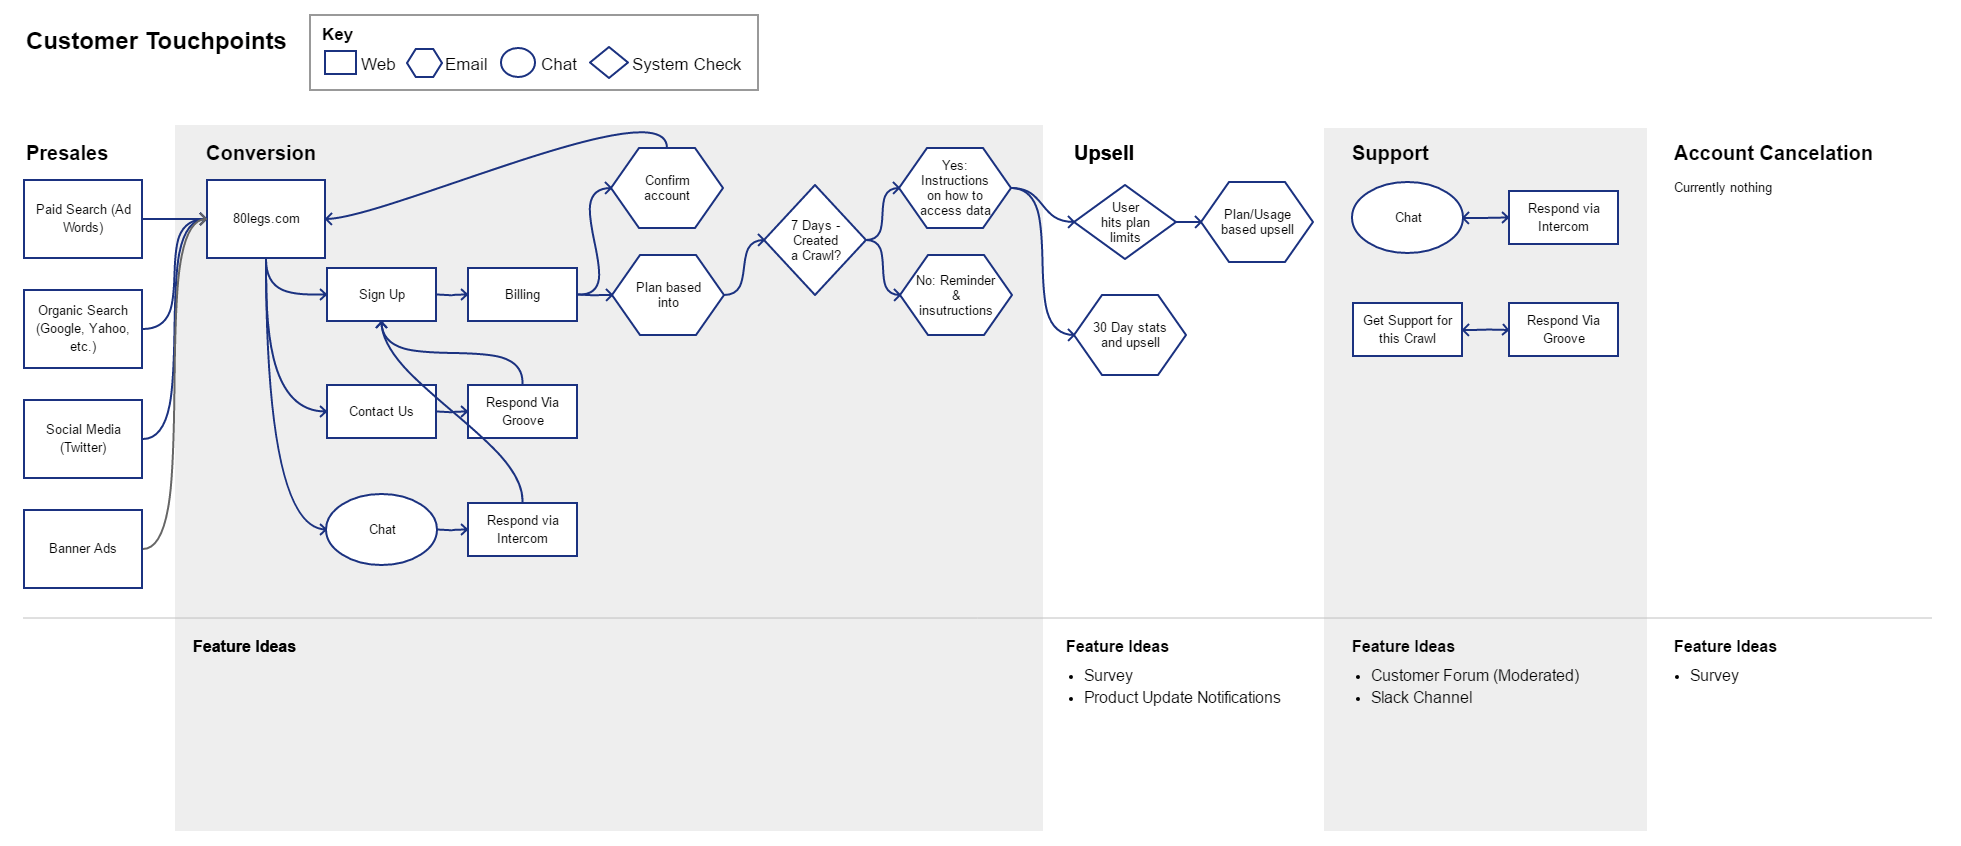 Customer Touchpoints
Key
Web
Email
Chat
System Check
Presales
Paid Search (Ad
Words)
Organic Search
(Google, Yahoo,
etc.)
Social Media
(Twitter)
Banner Ads
Conversion
80legs.com
Sign Up
Billing
Contact Us
Respond Via
Groove
Chat
Respond via
Intercom
Confirm
account
Plan based
into
7 Days -
Created
a Crawl?
Yes:
Instructions
on how to
access data
No: Reminder
&
insutructions
Upsell
User
hits plan
limits
Plan/Usage
based upsell
30 Day stats
and upsell
Support
Chat
Respond via
Intercom
Get Support for
this Crawl
Respond Via
Groove
Account Cancelation
Currently nothing
Feature Ideas
Feature Ideas
• Survey
• Product Update Notifications
Feature Ideas
• Customer Forum (Moderated)
• Slack Channel
Feature Ideas
• Survey